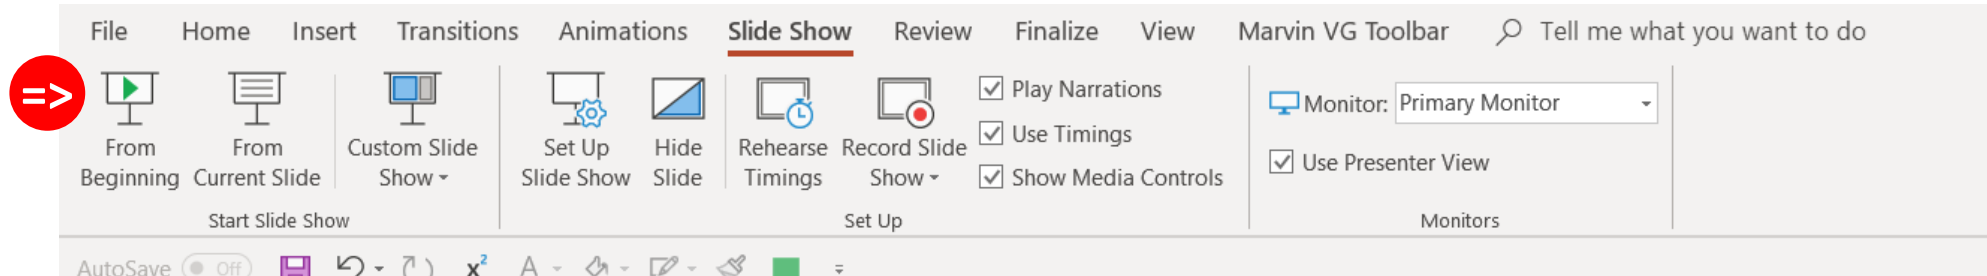 File Home Insert Transitions Animations Slide Show Review Finalize View Marvin VG Toolbar Tell me what you want to do
=>
From Beginning
From Current Slide
Custom Slide Show
Start Slide Show
Set Up Slide Show
Hide Slide
Rehearse Timings
Record Slide Show
Play Narrations
Use Timings
Show Media Controls
Set Up
Monitor: Primary Monitor
Use Presenter View
Monitors
AutoSave Off x² A